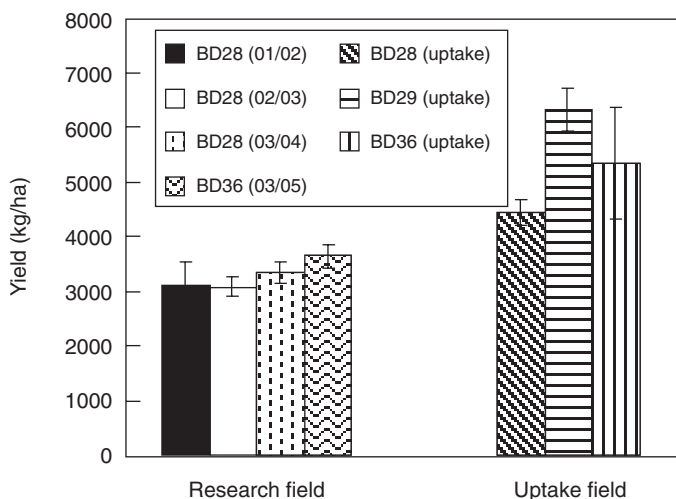 8000
7000
6000
5000
4000
3000
2000
1000
0
Yield (kg/ha)
BD28 (01/02)
BD28 (02/03)
BD28 (03/04)
BD36 (03/05)
BD28 (uptake)
BD29 (uptake)
BD36 (uptake)
Research field
Uptake field